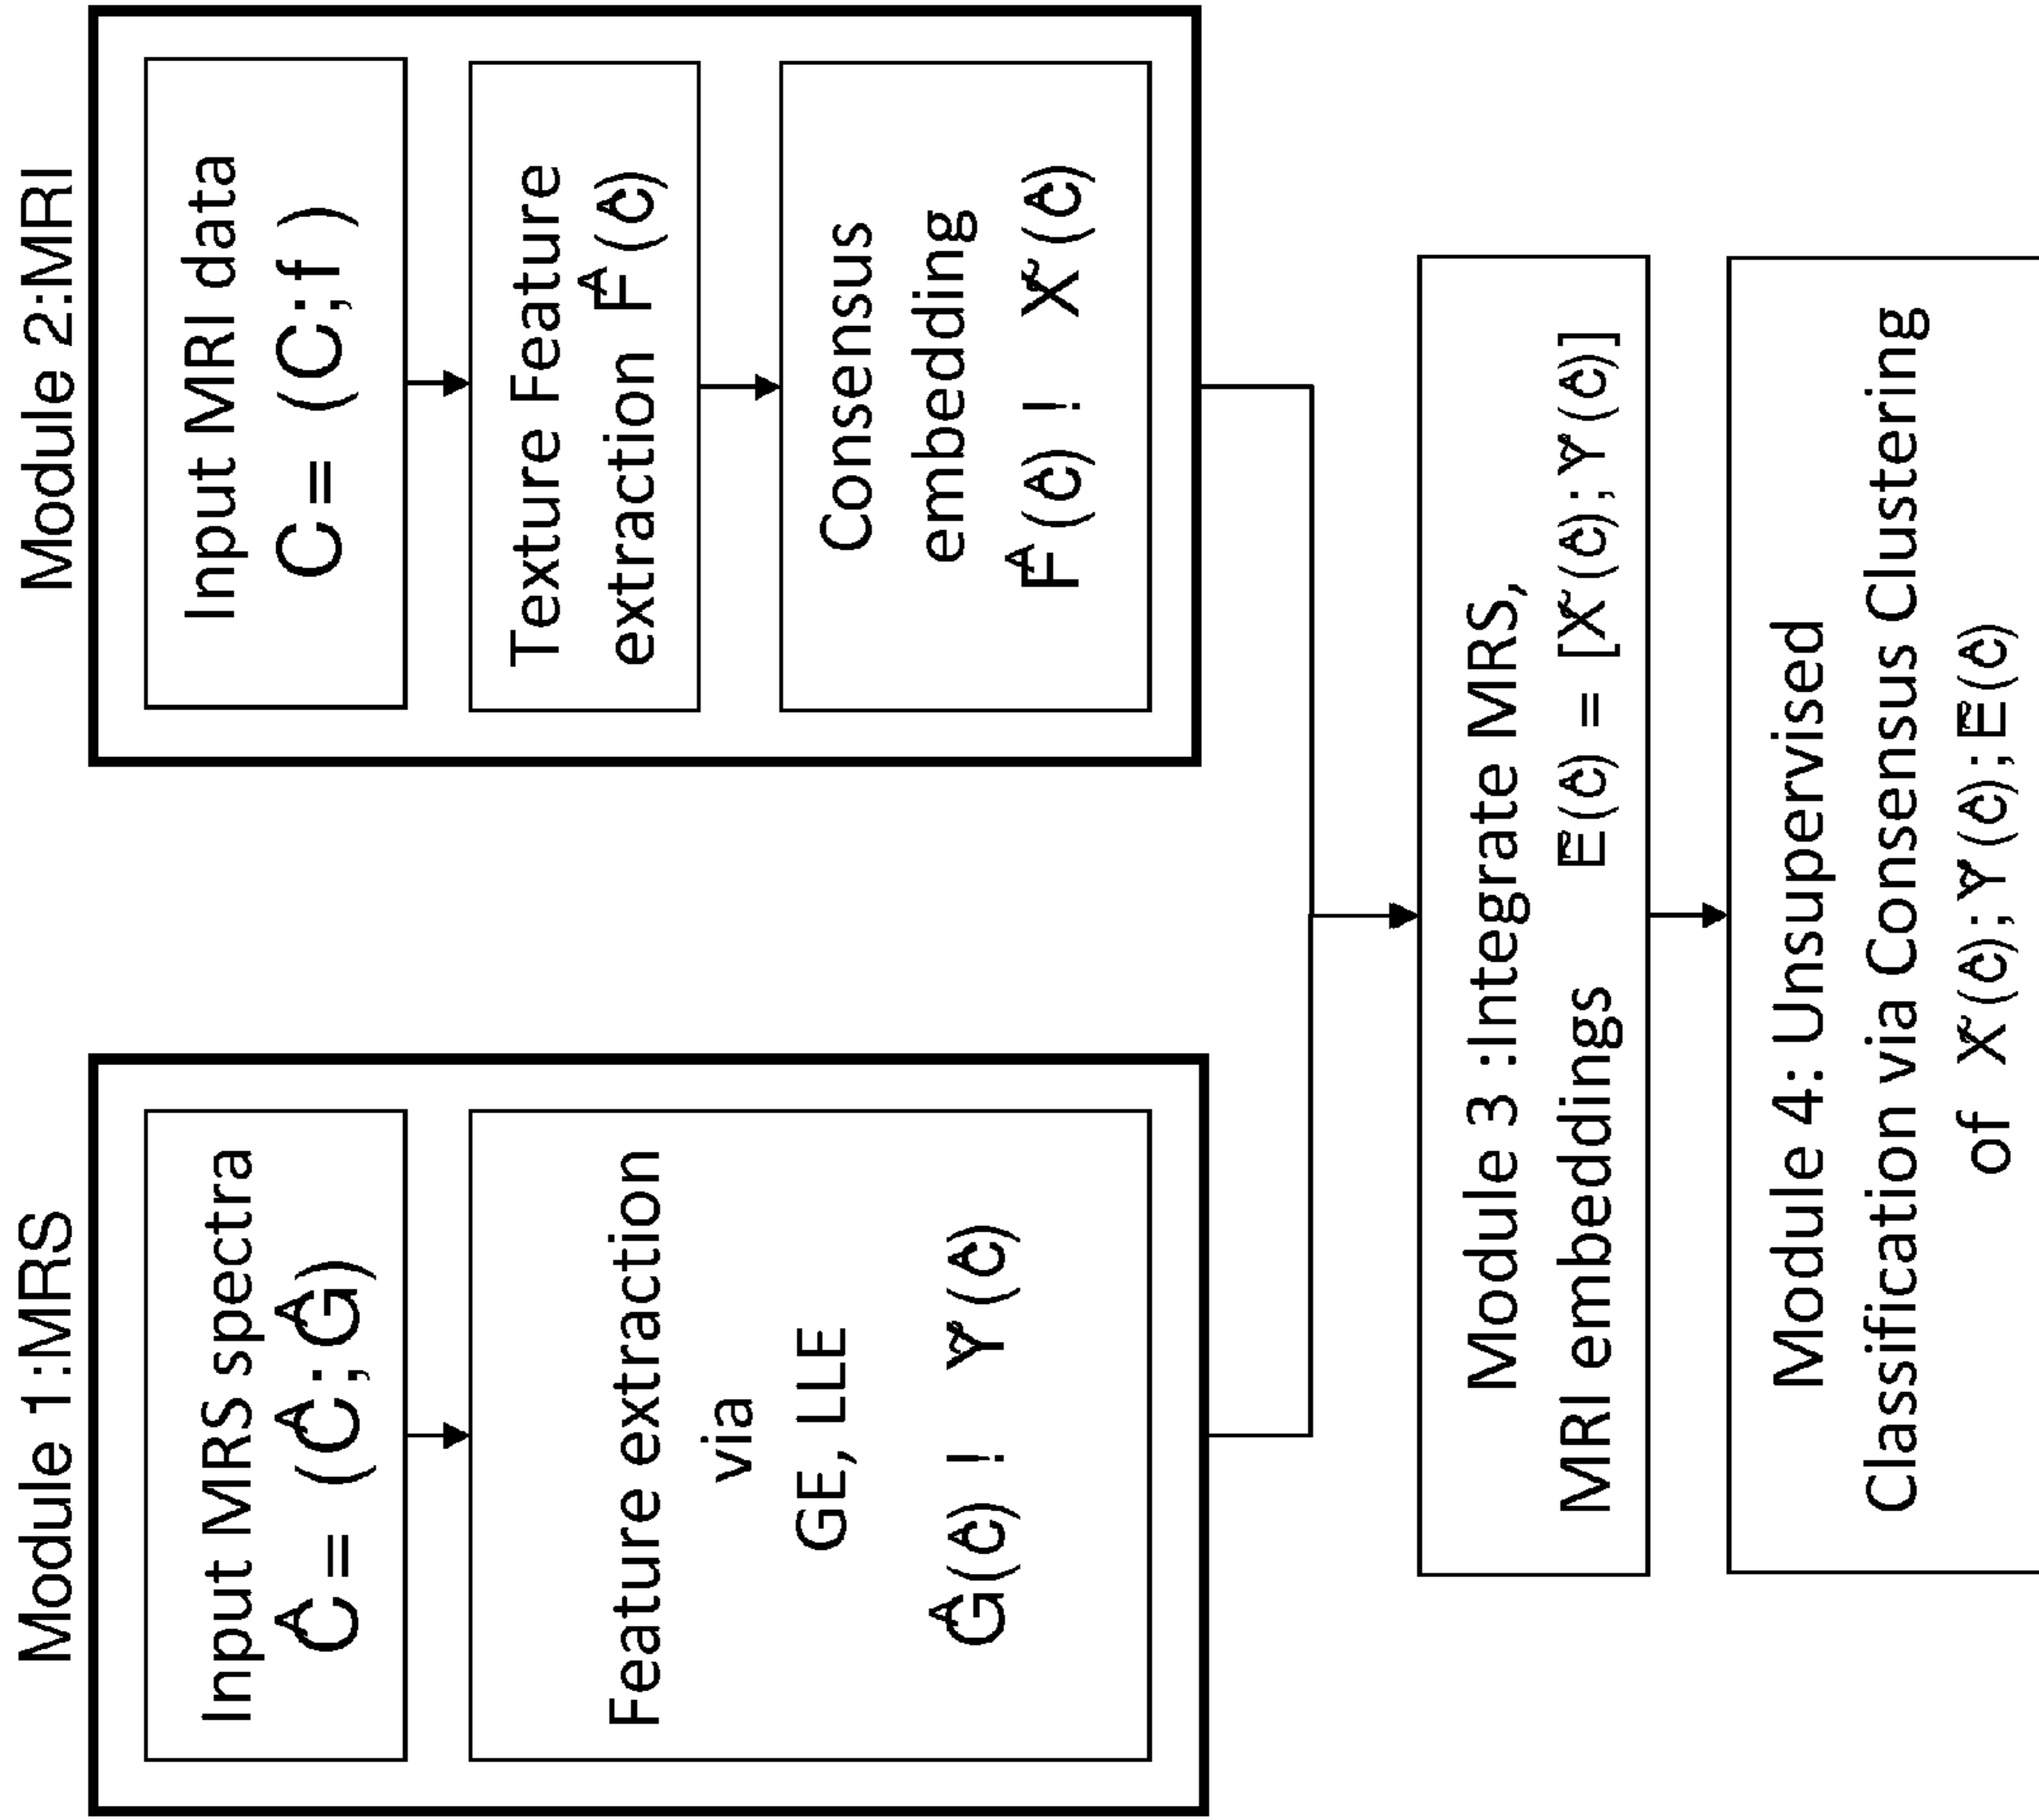 Module 1:MRS
Input MRS spectra
Ĉ = (Ĉ;Ĝ)
Feature extraction
via
GE, LLE
Ĝ(ĉ) ! Ỹ(ĉ)
Module 2:MRI
Input MRI data
C = (C;f )
Texture Feature
extraction F̂(ĉ)
Consensus
embedding
F̂(ĉ) ! X̃(ĉ)
Module 3 :Integrate MRS,
MRI embeddings Ẽ(ĉ) = [X̃(ĉ);Ỹ(ĉ)]
Module 4: Unsupervised
Classification via Consensus Clustering
of X̃(ĉ);Ỹ(ĉ);Ẽ(ĉ)